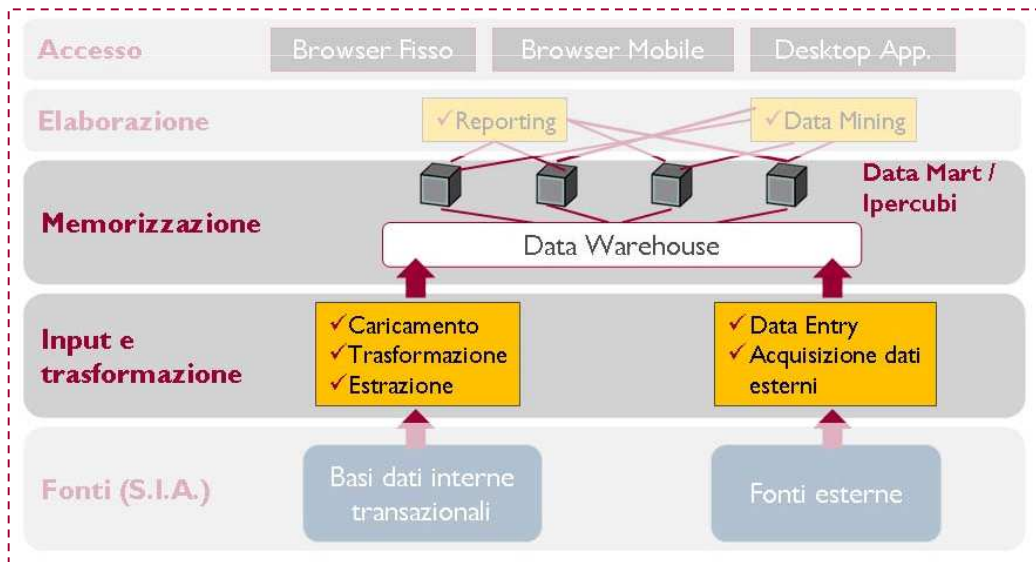 Accesso
Browser Fisso
Browser Mobile
Desktop App.
Elaborazione
✓Reporting
✓Data Mining
Data Mart /
Ipercubi
Memorizzazione
Data Warehouse
Input e
trasformazione
✓Caricamento
✓Trasformazione
✓Estrazione
✓Data Entry
✓Acquisizione dati
esterni
Fonti (S.I.A.)
Basi dati interne
transazionali
Fonti esterne